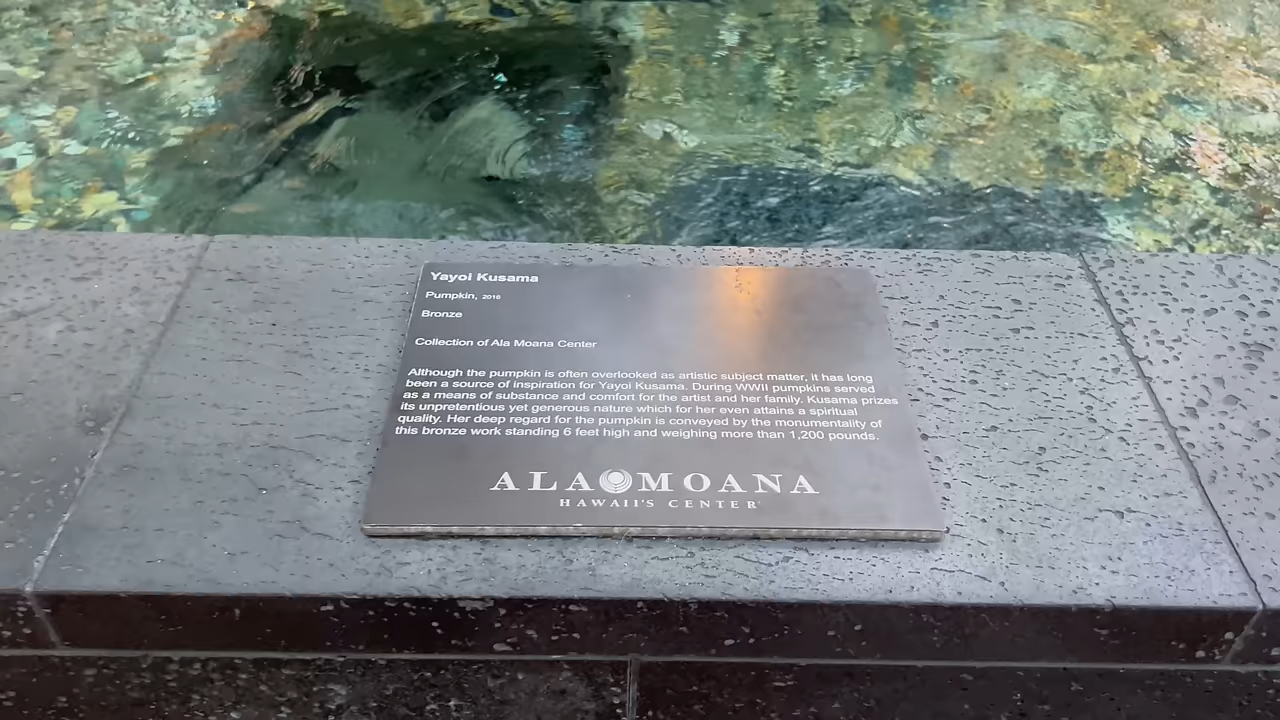 Yayoi Kusama
Pumpkin, 2016
Bronze
Collection of Ala Moana Center
Although the pumpkin is often overlooked as artistic subject matter, it has long
been a source of inspiration for Yayoi Kusama. During WWII pumpkins served
as a means of substance and comfort for the artist and her family. Kusama prizes
its unpretentious yet generous nature which for her even attains a spiritual
quality. Her deep regard for the pumpkin is conveyed by the monumentality of
this bronze work standing 6 feet high and weighing more than 1,200 pounds.
ALA MOANA
HAWAII'S CENTER